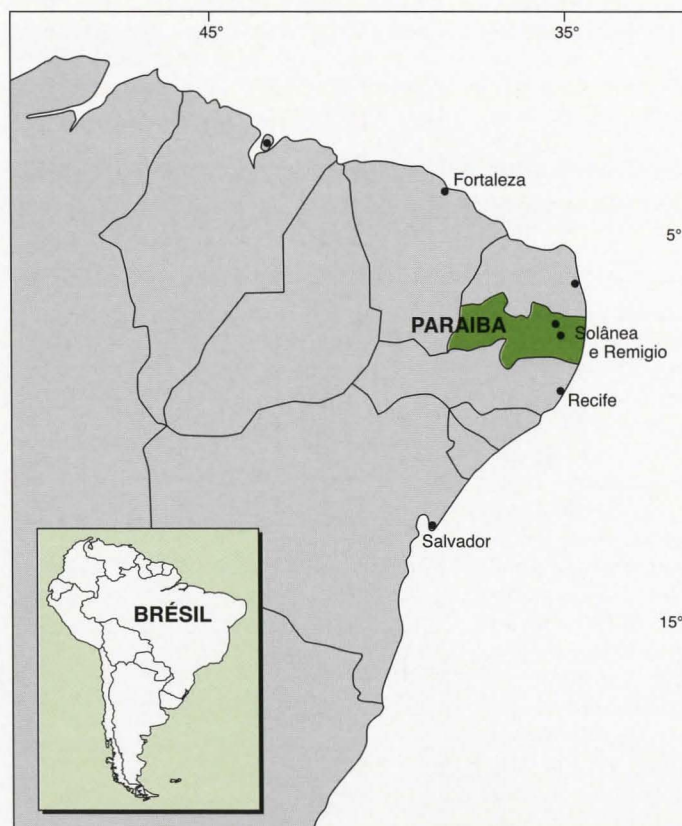 45°
35°
Fortaleza
5°
PARAIBA
Solânea
e Remigio
Recife
Salvador
BRÉSIL
15°